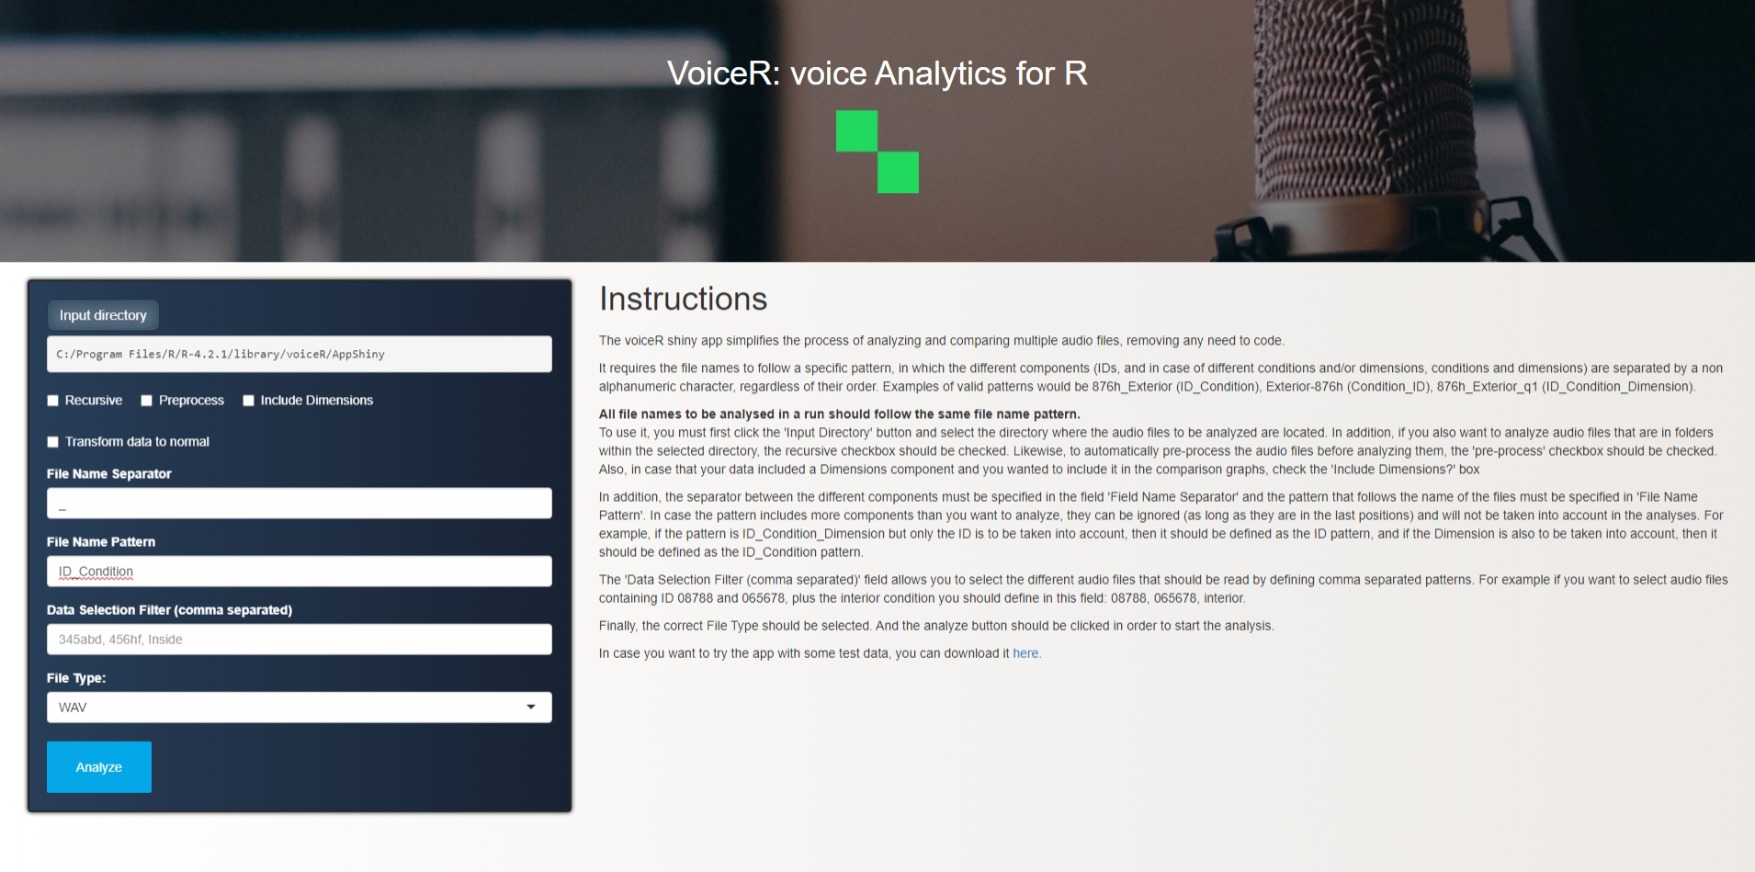 VoiceR: voice Analytics for R
Input directory
C:/Program Files/R/R-4.2.1/library/voiceR/AppShiny
Recursive Preprocess Include Dimensions
Transform data to normal
File Name Separator
_
File Name Pattern
ID_Condition
Data Selection Filter (comma separated)
345abd, 456hf, Inside
File Type:
WAV
Analyze
Instructions
The voiceR shiny app simplifies the process of analyzing and comparing multiple audio files, removing any need to code.
It requires the file names to follow a specific pattern, in which the different components (IDs, and in case of different conditions and/or dimensions, conditions and dimensions) are separated by a non
alphanumeric character, regardless of their order. Examples of valid patterns would be 876h_Exterior (ID_Condition), Exterior-876h (Condition_ID), 876h_Exterior_q1 (ID_Condition_Dimension).
All file names to be analysed in a run should follow the same file name pattern.
To use it, you must first click the 'Input Directory' button and select the directory where the audio files to be analyzed are located. In addition, if you also want to analyze audio files that are in folders
within the selected directory, the recursive checkbox should be checked. Likewise, to automatically pre-process the audio files before analyzing them, the 'pre-process' checkbox should be checked.
Also, in case that your data included a Dimensions component and you wanted to include it in the comparison graphs, check the 'Include Dimensions?' box
In addition, the separator between the different components must be specified in the field 'Field Name Separator' and the pattern that follows the name of the files must be specified in 'File Name
Pattern'. In case the pattern includes more components than you want to analyze, they can be ignored (as long as they are in the last positions) and will not be taken into account in the analyses. For
example, if the pattern is ID_Condition_Dimension but only the ID is to be taken into account, then it should be defined as the ID pattern, and if the Dimension is also to be taken into account, then it
should be defined as the ID_Condition pattern.
The 'Data Selection Filter (comma separated)' field allows you to select the different audio files that should be read by defining comma separated patterns. For example if you want to select audio files
containing ID 08788 and 065678, plus the interior condition you should define in this field: 08788, 065678, interior.
Finally, the correct File Type should be selected. And the analyze button should be clicked in order to start the analysis.
In case you want to try the app with some test data, you can download it here.